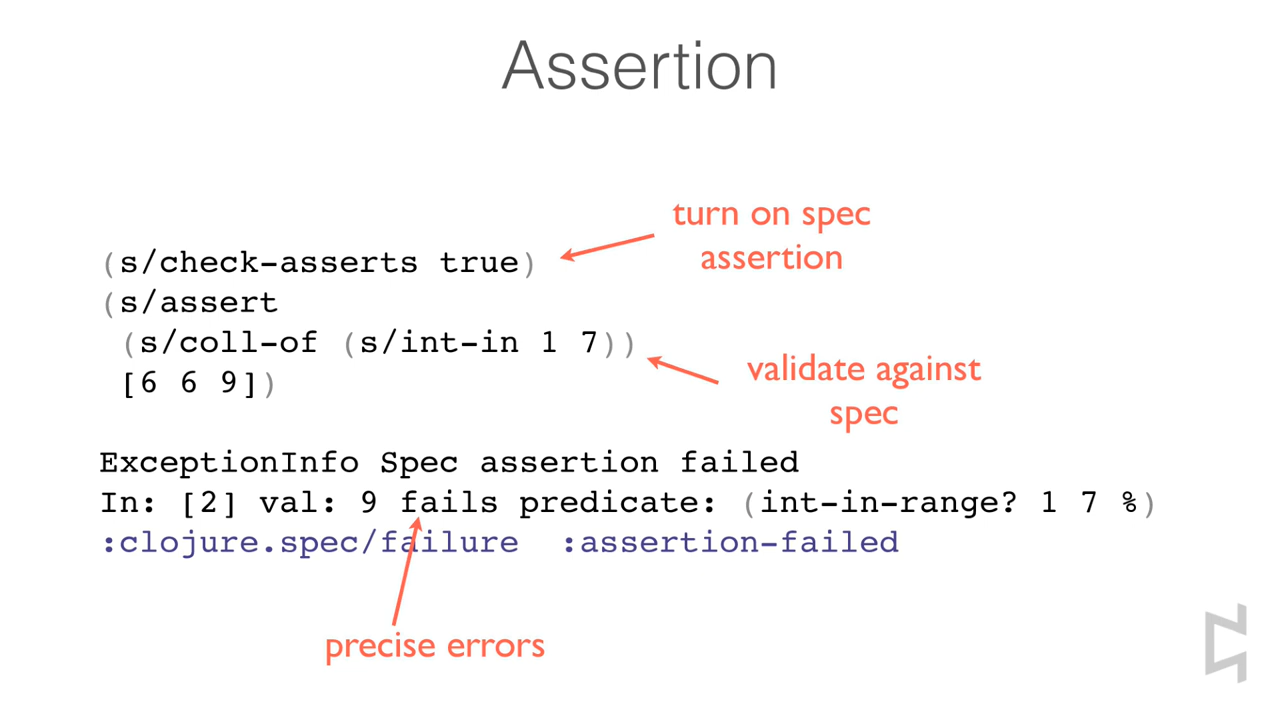 Assertion
turn on spec
assertion
(s/check-asserts true)
(s/assert
(s/coll-of (s/int-in 1 7))
[6 6 9])
validate against
spec
ExceptionInfo Spec assertion failed
In: [2] val: 9 fails predicate: (int-in-range? 1 7 %)
:clojure.spec/failure :assertion-failed
precise errors